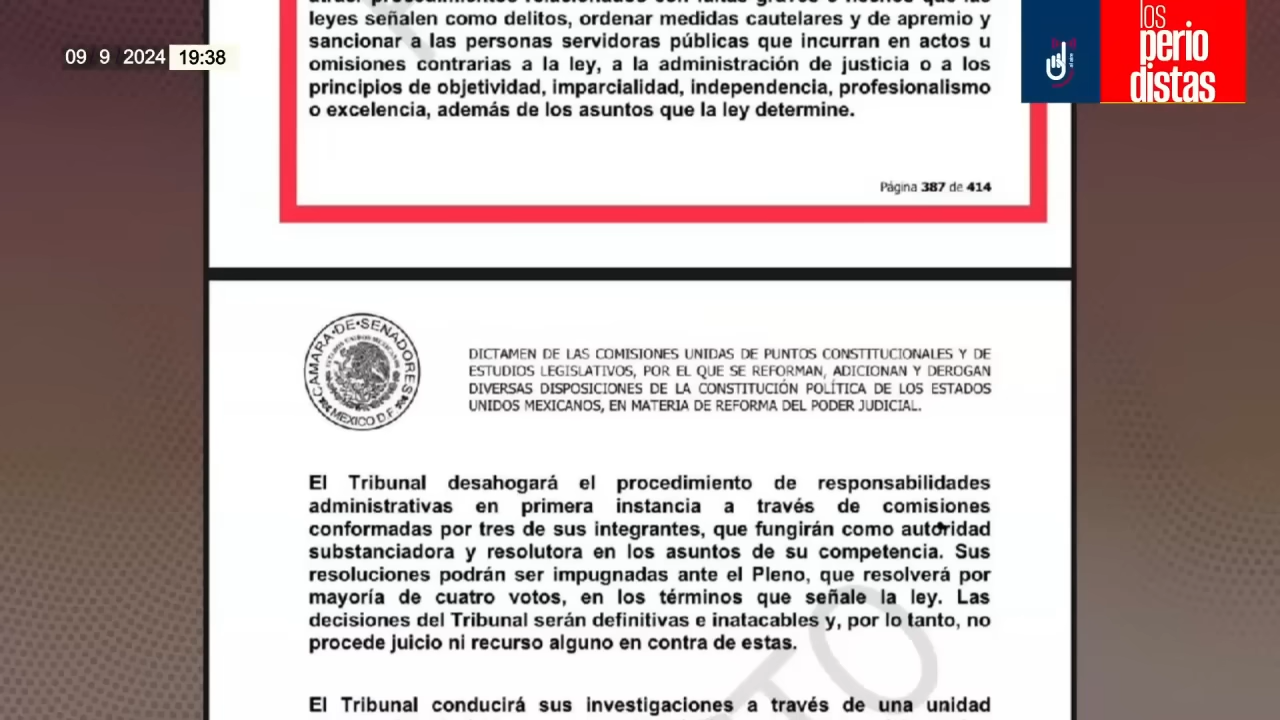 leyes señalen como delitos, ordenar medidas cautelares y de apremio y
sancionar a las personas servidoras públicas que incurran en actos u
omisiones contrarias a la ley, a la administración de justicia o a los
principios de objetividad, imparcialidad, independencia, profesionalismo
o excelencia, además de los asuntos que la ley determine.
09 9 2024 19:38
los
perio
distas
Página 387 de 414
CAMARA DE SENADORES
MEXICO D.F.
DICTAMEN DE LAS COMISIONES UNIDAS DE PUNTOS CONSTITUCIONALES Y DE
ESTUDIOS LEGISLATIVOS, POR EL QUE SE REFORMAN, ADICIONAN Y DEROGAN
DIVERSAS DISPOSICIONES DE LA CONSTITUCIÓN POLÍTICA DE LOS ESTADOS
UNIDOS MEXICANOS, EN MATERIA DE REFORMA DEL PODER JUDICIAL.
El Tribunal desahogará el procedimiento de responsabilidades
administrativas en primera instancia a través de comisiones
conformadas por tres de sus integrantes, que fungirán como autoridad
substanciadora y resolutora en los asuntos de su competencia. Sus
resoluciones podrán ser impugnadas ante el Pleno, que resolverá por
mayoría de cuatro votos, en los términos que señale la ley. Las
decisiones del Tribunal serán definitivas e inatacables y, por lo tanto, no
procede juicio ni recurso alguno en contra de estas.
El Tribunal conducirá sus investigaciones a través de una unidad